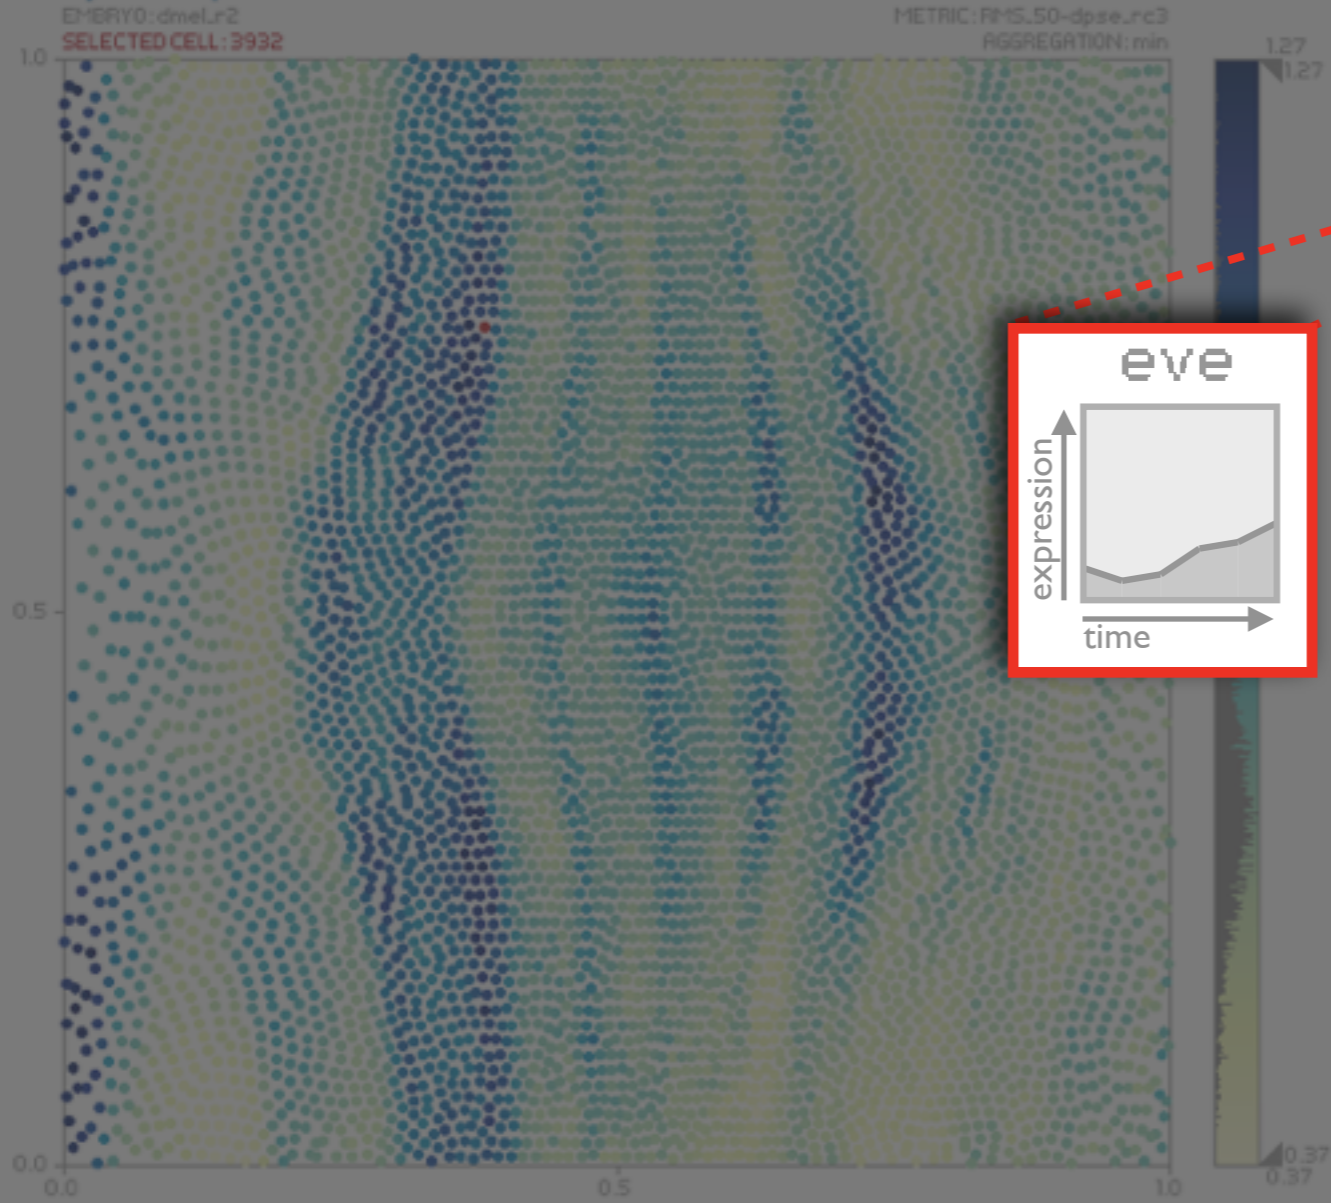 EMBRYO:dmel_r2
METRIC:RMS_50-dpse_rc3
SELECTED CELL:3932
AGGREGATION:min
1.27
1.27
1.0
0.5
0.0
0.0
0.5
1.0
eve
expression
time
0.37
0.37